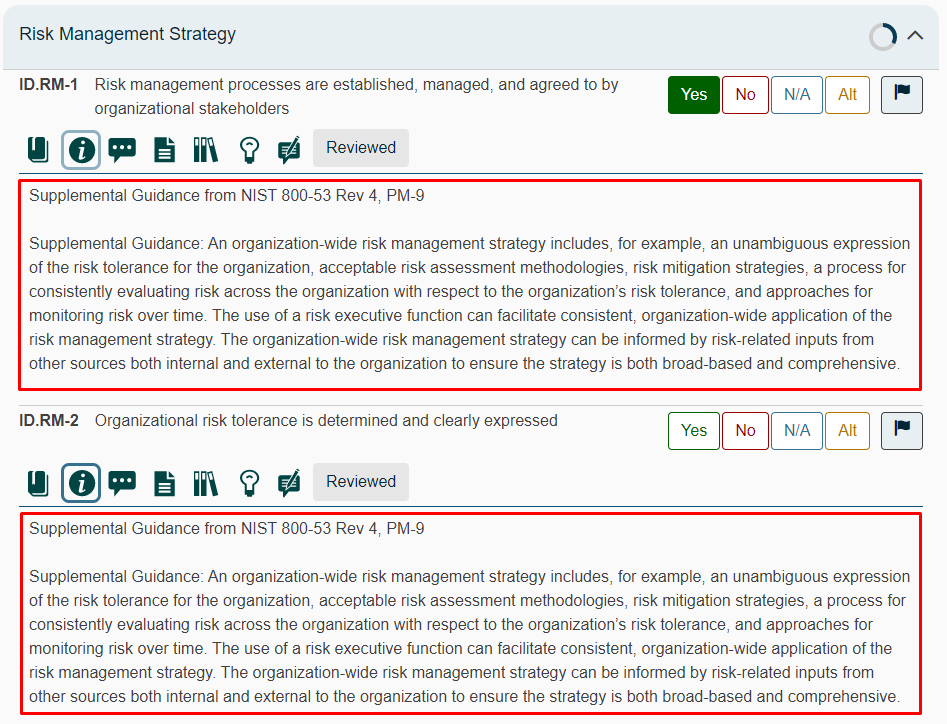 Risk Management Strategy
ID.RM-1 Risk management processes are established, managed, and agreed to by
organizational stakeholders
Yes No N/A Alt
Reviewed
Supplemental Guidance from NIST 800-53 Rev 4, PM-9
Supplemental Guidance: An organization-wide risk management strategy includes, for example, an unambiguous expression
of the risk tolerance for the organization, acceptable risk assessment methodologies, risk mitigation strategies, a process for
consistently evaluating risk across the organization with respect to the organization's risk tolerance, and approaches for
monitoring risk over time. The use of a risk executive function can facilitate consistent, organization-wide application of the
risk management strategy. The organization-wide risk management strategy can be informed by risk-related inputs from
other sources both internal and external to the organization to ensure the strategy is both broad-based and comprehensive.
ID.RM-2 Organizational risk tolerance is determined and clearly expressed
Yes No N/A Alt
Reviewed
Supplemental Guidance from NIST 800-53 Rev 4, PM-9
Supplemental Guidance: An organization-wide risk management strategy includes, for example, an unambiguous expression
of the risk tolerance for the organization, acceptable risk assessment methodologies, risk mitigation strategies, a process for
consistently evaluating risk across the organization with respect to the organization's risk tolerance, and approaches for
monitoring risk over time. The use of a risk executive function can facilitate consistent, organization-wide application of the
risk management strategy. The organization-wide risk management strategy can be informed by risk-related inputs from
other sources both internal and external to the organization to ensure the strategy is both broad-based and comprehensive.